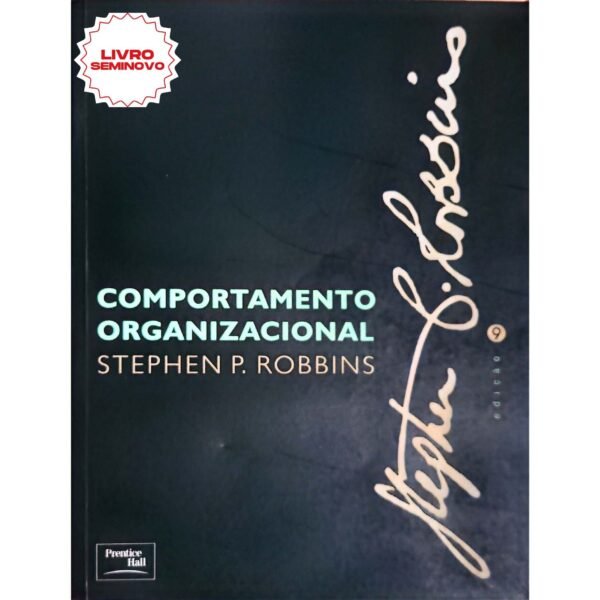 LIVRO
SEMINOVO
COMPORTAMENTO
ORGANIZACIONAL
STEPHEN P. ROBBINS
Stephen P. Robbins
edição 9
Prentice
Hall